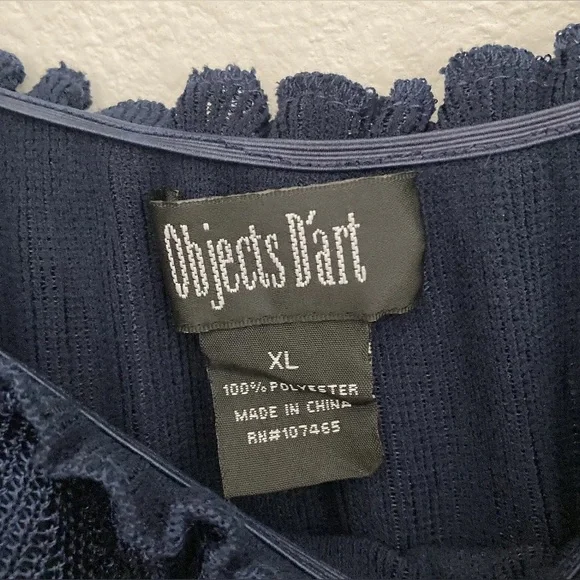 Objects D'art
XL
100% POLYESTER
MADE IN CHINA
RN#107465